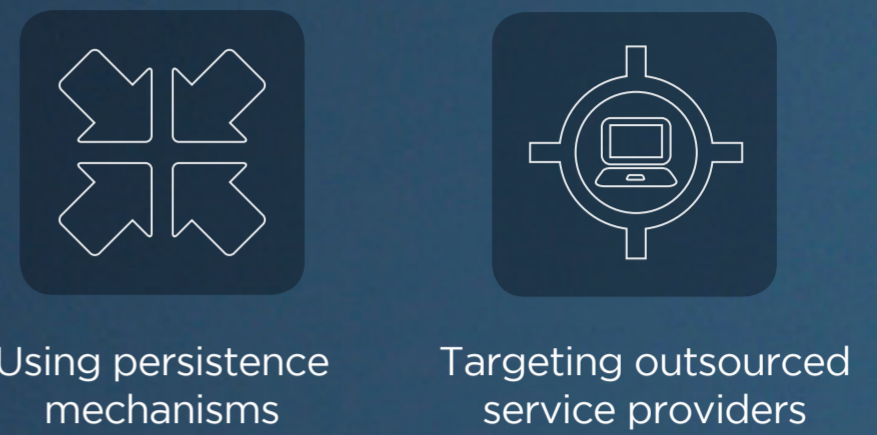 Using persistence
mechanisms
Targeting outsourced
service providers